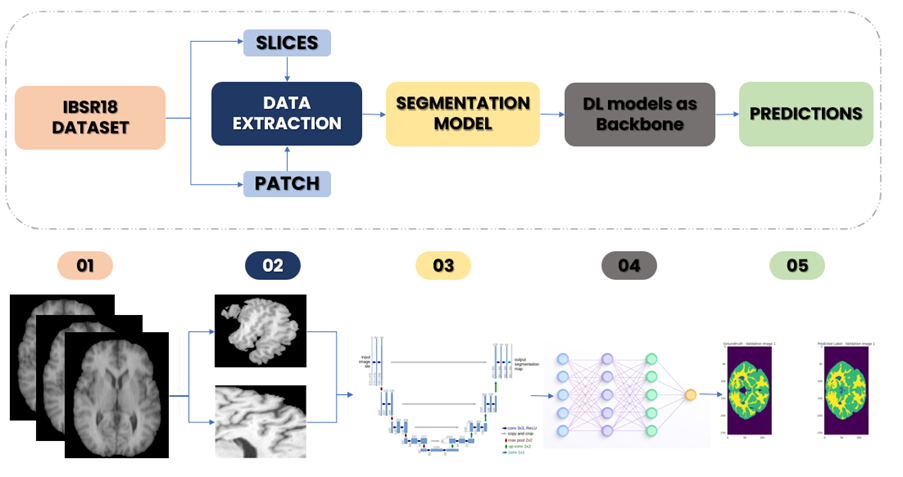 SLICES
IBSR18
DATASET
DATA
EXTRACTION
SEGMENTATION
MODEL
DL models as
Backbone
PREDICTIONS
PATCH
01
02
03
04
05
input
image
tile
output
segmentation
map
conv 3x3, ReLU
copy and crop
max pool 2x2
up-conv 2x2
conv 1x1
Groundtruth - Validation Image 1
Predicted Label - Validation Image 1